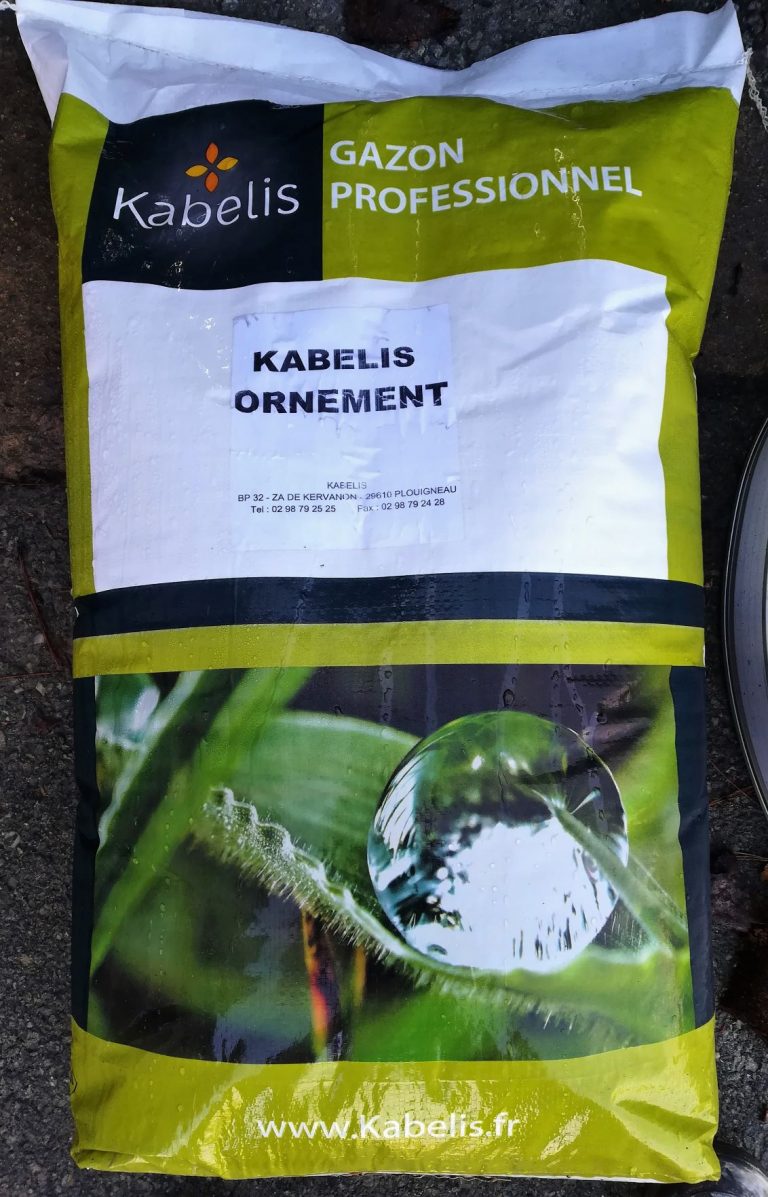 Kabelis
GAZON
PROFESSIONNEL
KABELIS
ORNEMENT
KABELIS
BP 32 - ZA DE KERVANON - 29610 PLOUIGNEAU
Tel : 02 98 79 25 25 Fax : 02 98 79 24 28
www.Kabelis.fr